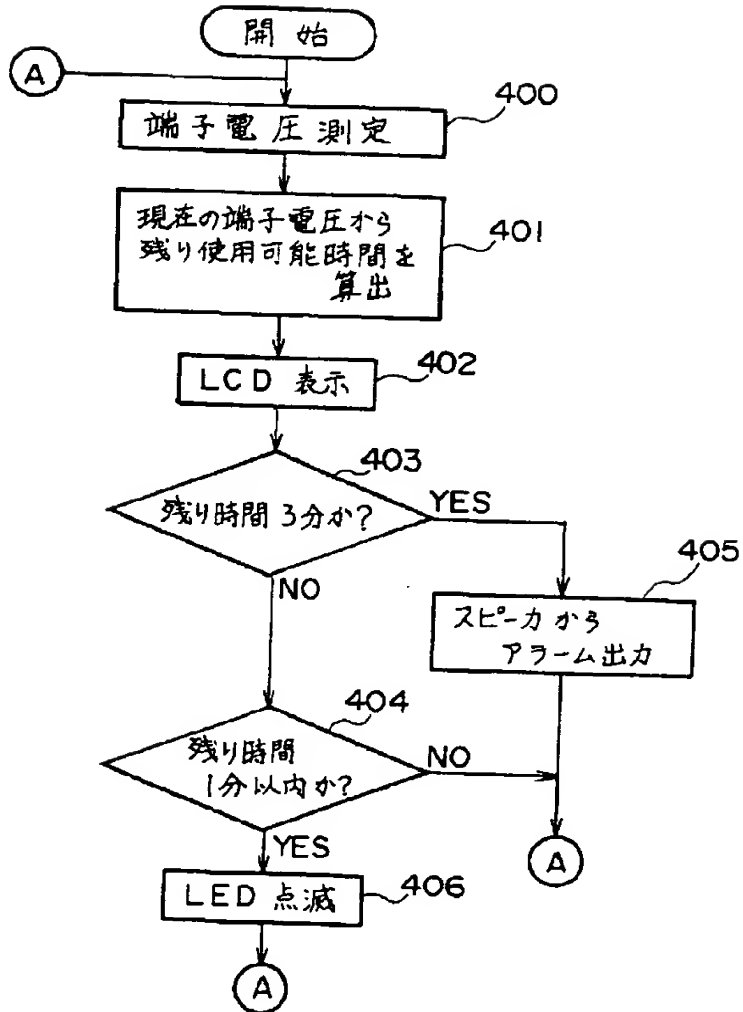 開始
A
400
端子電圧測定
現在の端子電圧から
残り使用可能時間を
算出
401
LCD 表示
402
403
残り時間3分か?
YES
NO
405
スピーカから
アラーム出力
404
残り時間
1分以内か?
NO
YES
A
LED 点滅
406
A